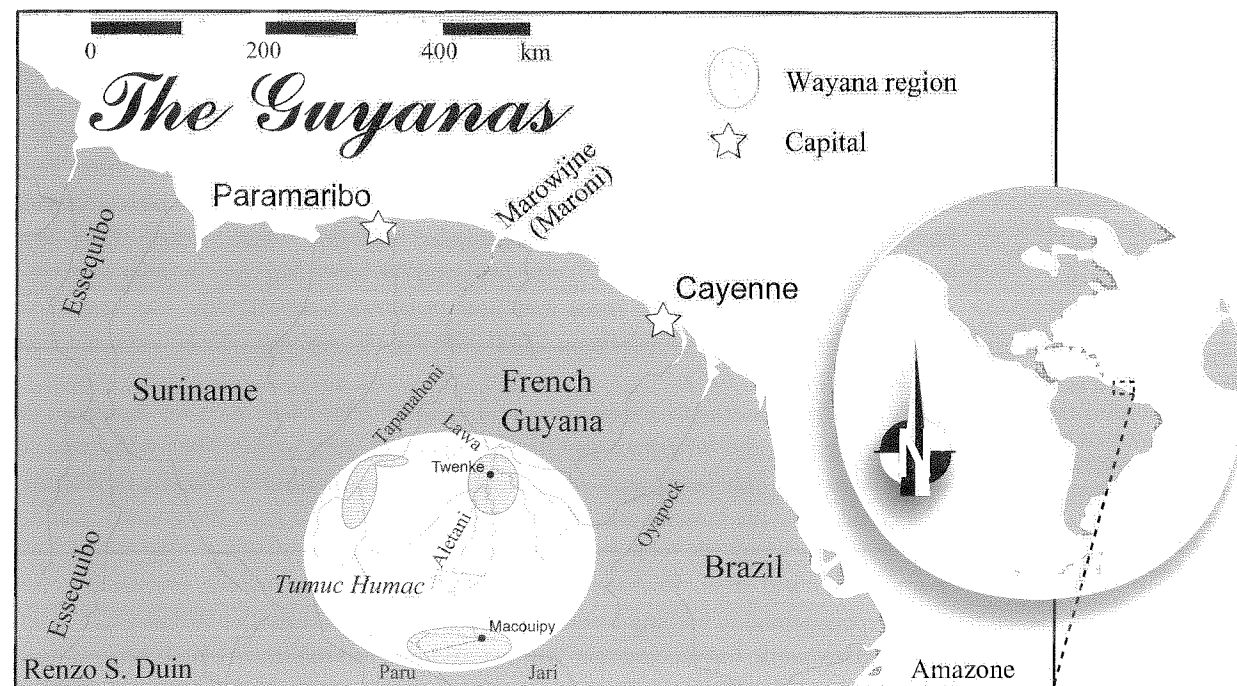 0 200 400 km
The Guyanas
Wayana region
Capital
Marowijne
(Maroni)
Paramaribo
Essequibo
Cayenne
Suriname
French
Guyana
Tapanahoni
Lawa
Twenke
Aletani
Oyapock
N
Essequibo
Tumuc Humac
Brazil
Macouipy
Renzo S. Duin
Paru
Jari
Amazone